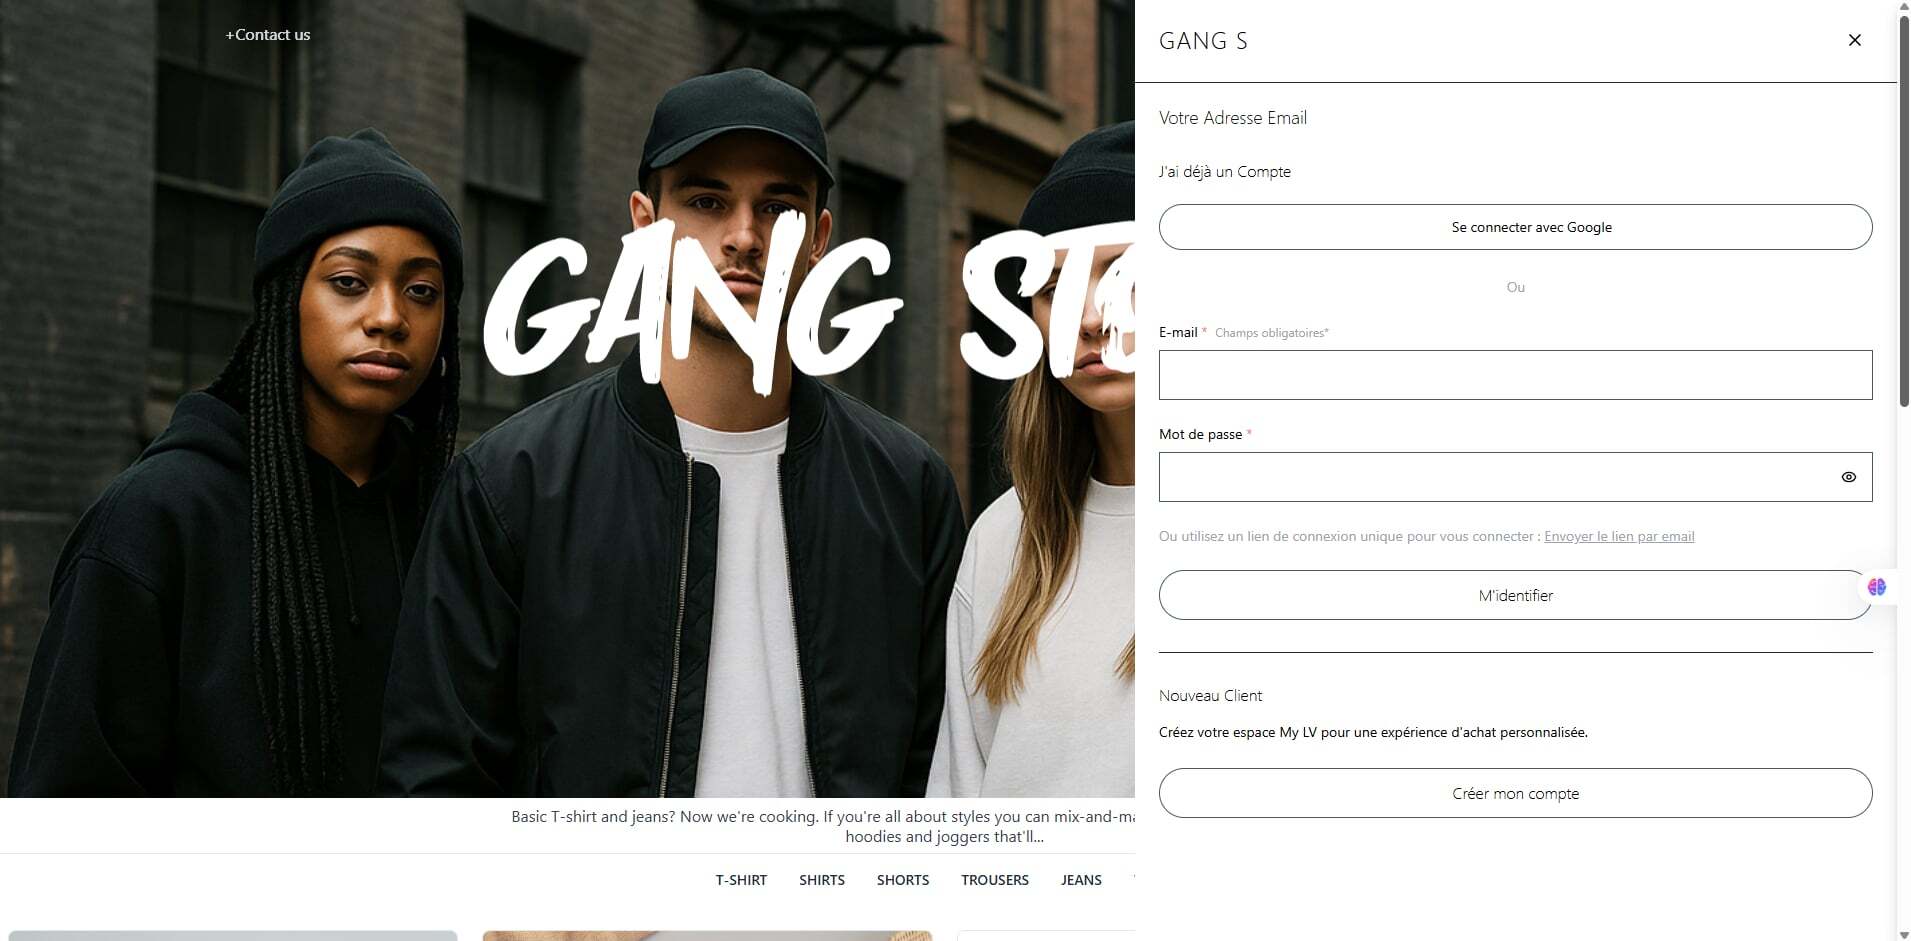 +Contact us
GANG STO
Basic T-shirt and jeans? Now we're cooking. If you're all about styles you can mix-and-ma
hoodies and joggers that'll...
T-SHIRT SHIRTS SHORTS TROUSERS JEANS
GANG S
Votre Adresse Email
J'ai déjà un Compte
Se connecter avec Google
Ou
E-mail * Champs obligatoires*
Mot de passe *
Ou utilisez un lien de connexion unique pour vous connecter : Envoyer le lien par email
M'identifier
Nouveau Client
Créez votre espace My LV pour une expérience d'achat personnalisée.
Créer mon compte